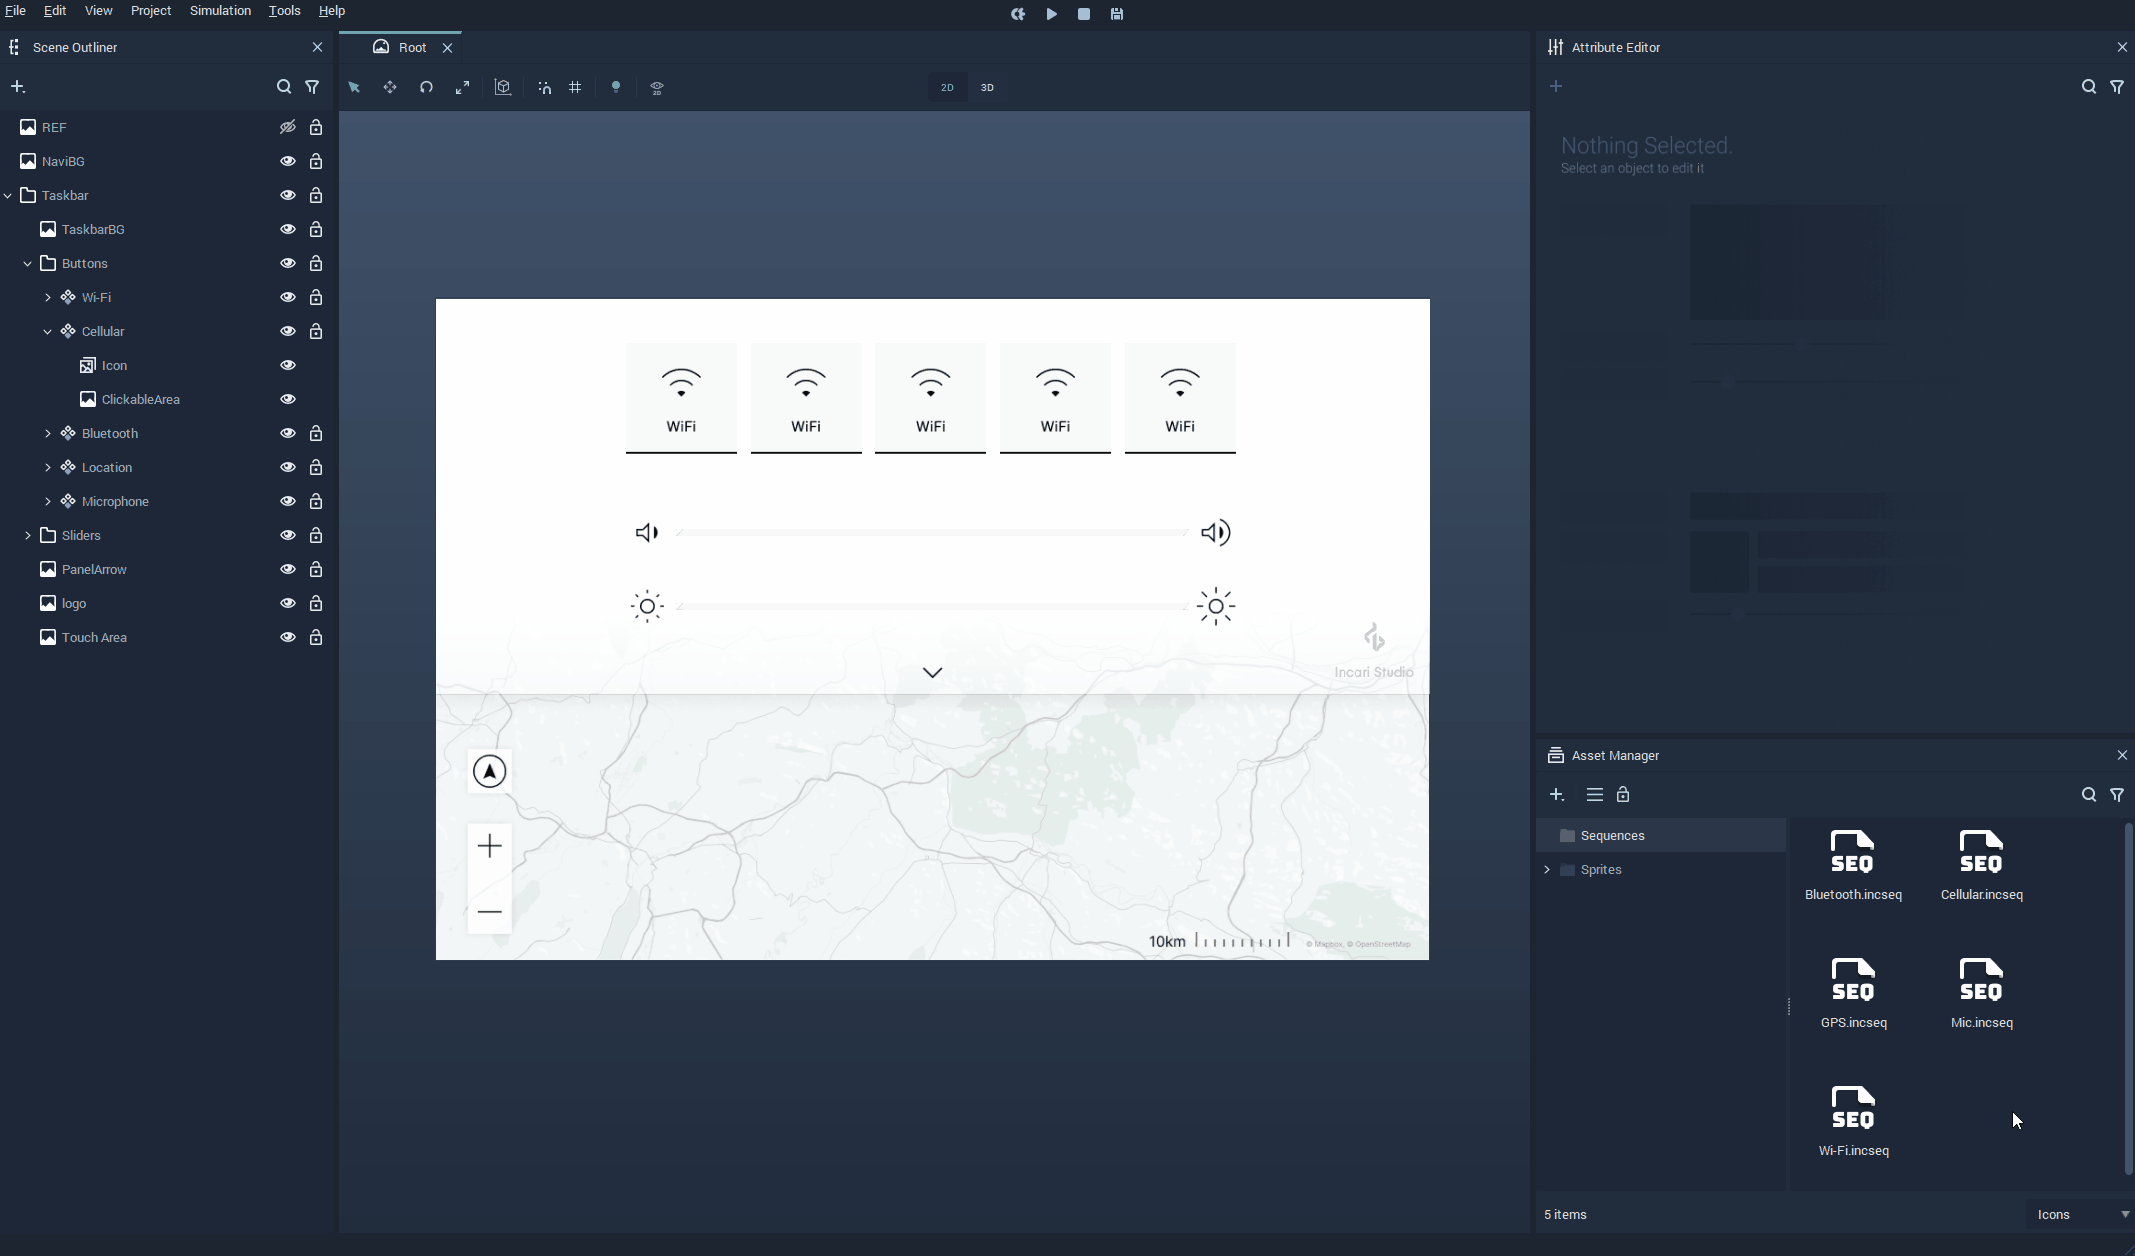 File Edit View Project Simulation Tools Help
Scene Outliner
Root
Attribute Editor
2D
2D 3D
REF
NaviBG
Taskbar
TaskbarBG
Buttons
Wi-Fi
Cellular
Icon
ClickableArea
Bluetooth
Location
Microphone
Sliders
PanelArrow
logo
Touch Area
WiFi WiFi WiFi WiFi WiFi
Incari Studio
10km
© Mapbox, © OpenStreetMap
Nothing Selected.
Select an object to edit it
Asset Manager
Sequences
Sprites
SEQ SEQ
Bluetooth.incseq Cellular.incseq
SEQ SEQ
GPS.incseq Mic.incseq
SEQ
Wi-Fi.incseq
5 items
Icons